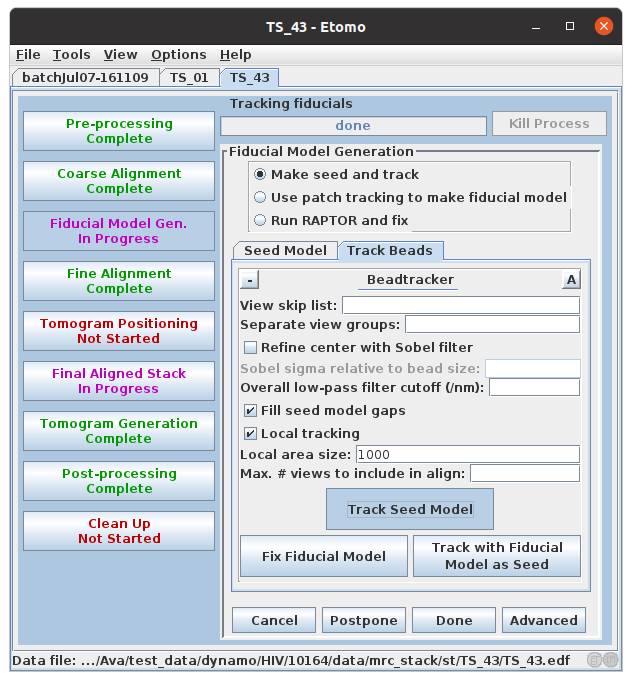 TS_43 - Etomo
File Tools View Options Help
batchJul07-161109 TS_01 TS_43
Pre-processing
Complete
Coarse Alignment
Complete
Fiducial Model Gen.
In Progress
Fine Alignment
Complete
Tomogram Positioning
Not Started
Final Aligned Stack
In Progress
Tomogram Generation
Complete
Post-processing
Complete
Clean Up
Not Started
Tracking fiducials
done
Kill Process
Fiducial Model Generation
Make seed and track
Use patch tracking to make fiducial model
Run RAPTOR and fix
Seed Model Track Beads
- Beadtracker A
View skip list:
Separate view groups:
Refine center with Sobel filter
Sobel sigma relative to bead size:
Overall low-pass filter cutoff (/nm):
Fill seed model gaps
Local tracking
Local area size: 1000
Max. # views to include in align:
Track Seed Model
Fix Fiducial Model
Track with Fiducial
Model as Seed
Cancel Postpone Done Advanced
Data file: .../Ava/test_data/dynamo/HIV/10164/data/mrc_stack/st/TS_43/TS_43.edf